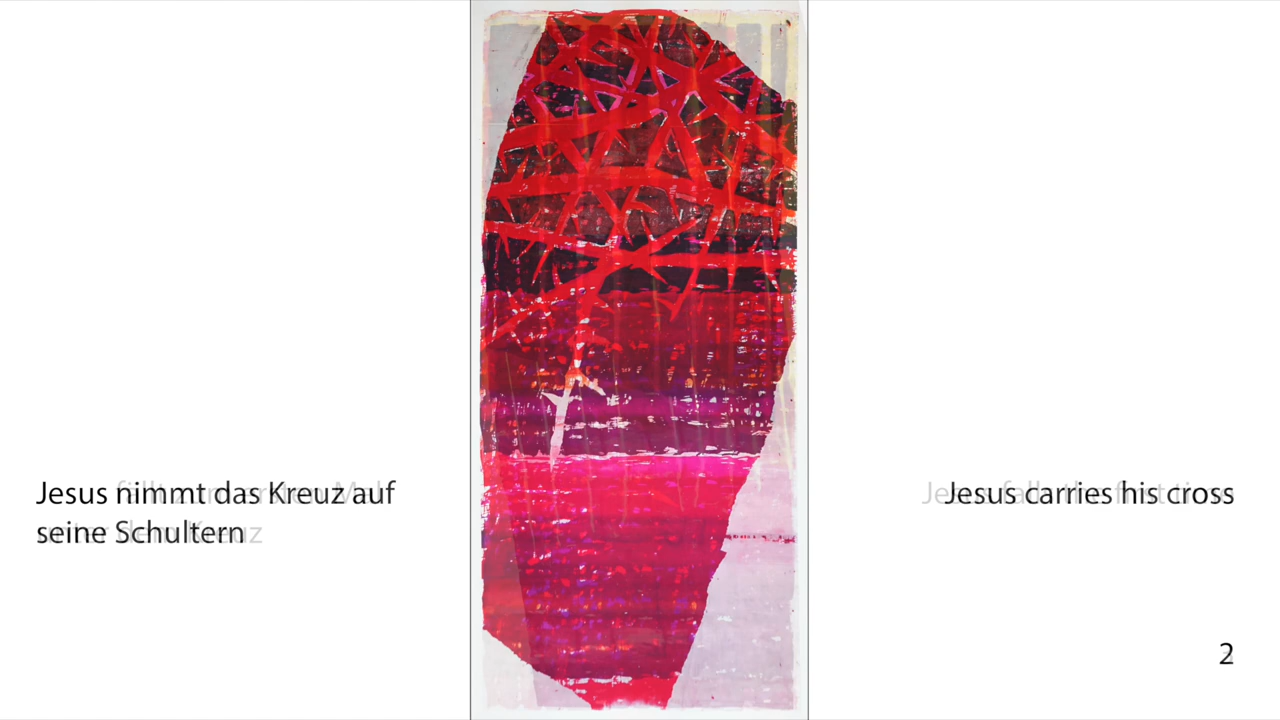 Jesus nimmt das Kreuz auf
seine Schultern
Jesus carries his cross
2